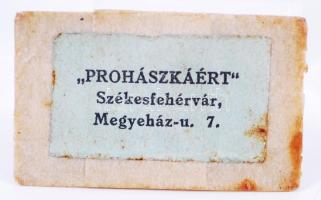 „PROHÁSZKÁÉRT“
Székesfehérvár,
Megyeház-u. 7.